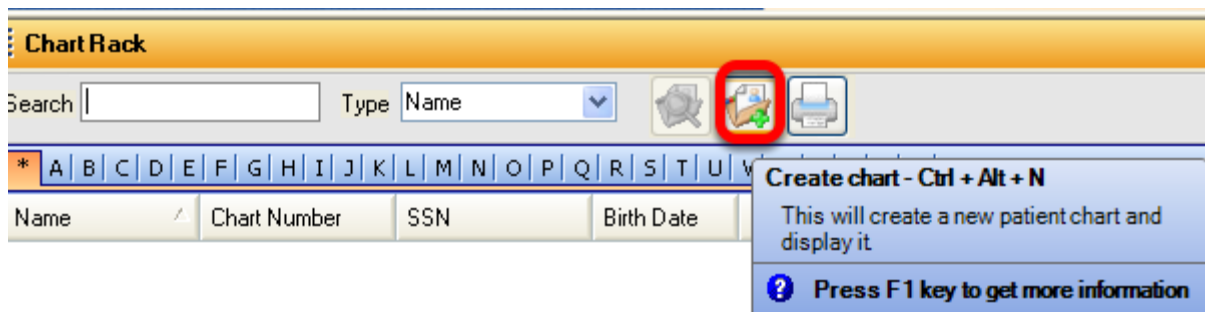 Chart Rack
Search Type Name
* A B C D E F G H I J K L M N O P Q R S T U
Create chart - Ctrl + Alt + N
Name Chart Number SSN Birth Date
This will create a new patient chart and
display it
Press F1 key to get more information